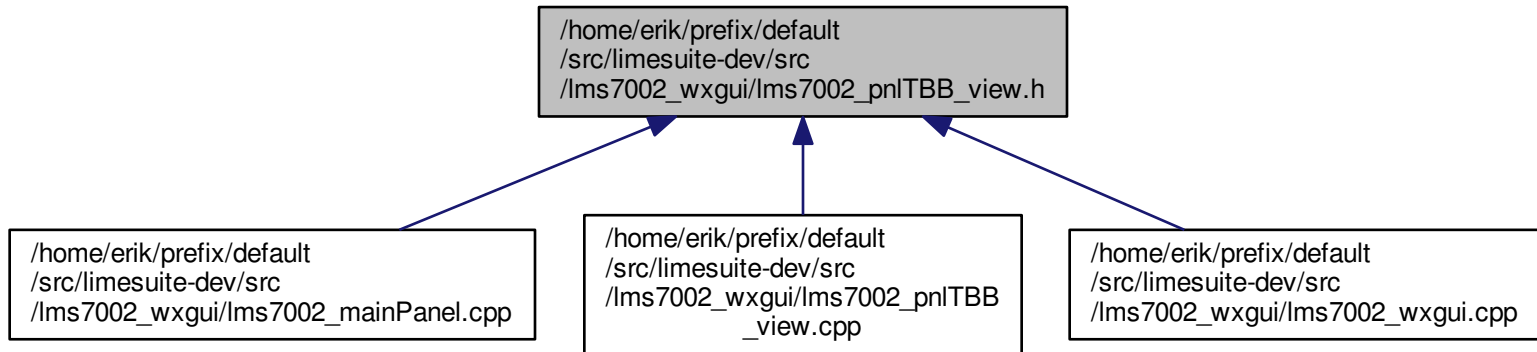 /home/erik/prefix/default
/src/limesuite-dev/src
/lms7002_wxgui/lms7002_pnlTBB_view.h
/home/erik/prefix/default
/src/limesuite-dev/src
/lms7002_wxgui/lms7002_mainPanel.cpp
/home/erik/prefix/default
/src/limesuite-dev/src
/lms7002_wxgui/lms7002_pnlTBB
_view.cpp
/home/erik/prefix/default
/src/limesuite-dev/src
/lms7002_wxgui/lms7002_wxgui.cpp